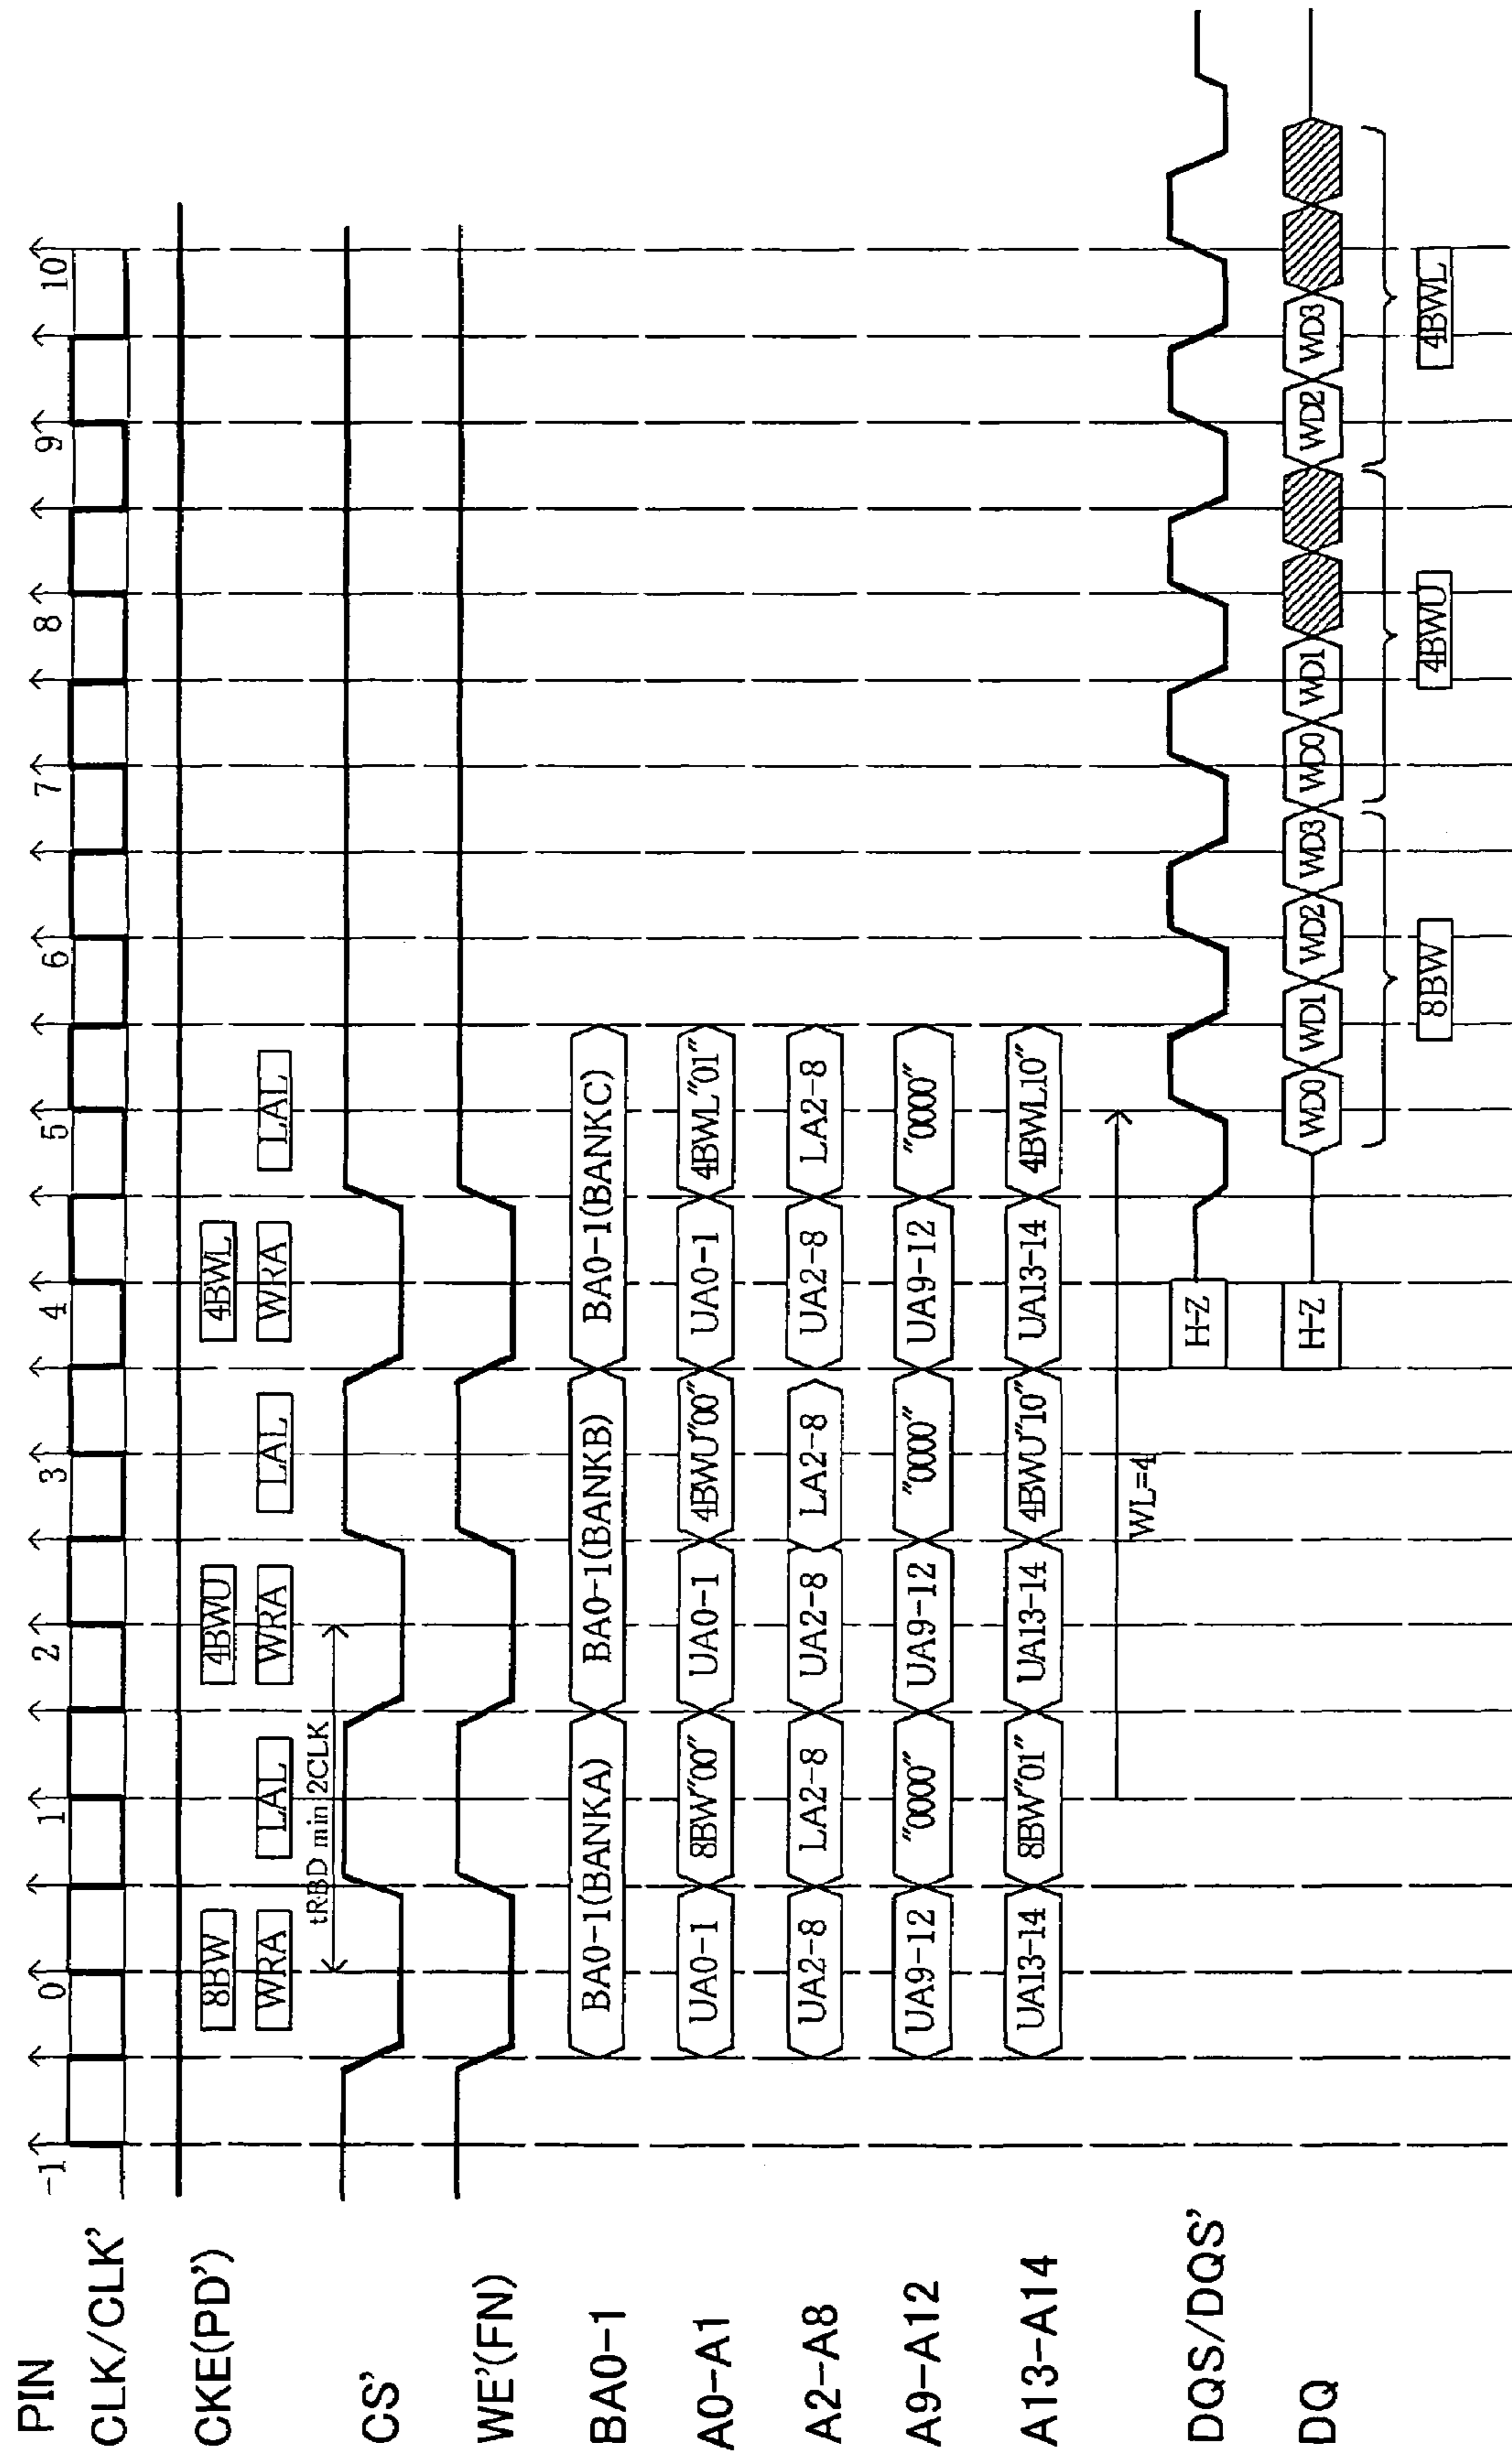 PIN
-1 0 1 2 3 4 5 6 7 8 9 10
CLK/CLK'
CKE(PD')
8BW 4BWU 4BWL
WRA LAL WRA LAL WRA LAL
tRBD min 2CLK
CS'
WE'(FN)
BA0-1 BA0-1(BANKA) BA0-1(BANKB) BA0-1(BANKC)
A0-A1 UA0-1 8BW"00" UA0-1 4BWU"00" UA0-1 4BWL"01"
A2-A8 UA2-8 LA2-8 UA2-8 LA2-8 UA2-8 LA2-8
A9-A12 UA9-12 "0000" UA9-12 "0000" UA9-12 "0000"
A13-A14 UA13-14 8BW"01" UA13-14 4BWU"10" UA13-14 4BWL10"
WL=4
DQS/DQS' H-Z
DQ H-Z WD0 WD1 WD2 WD3 WD0 WD1 WD2 WD3
8BW 4BWU 4BWL